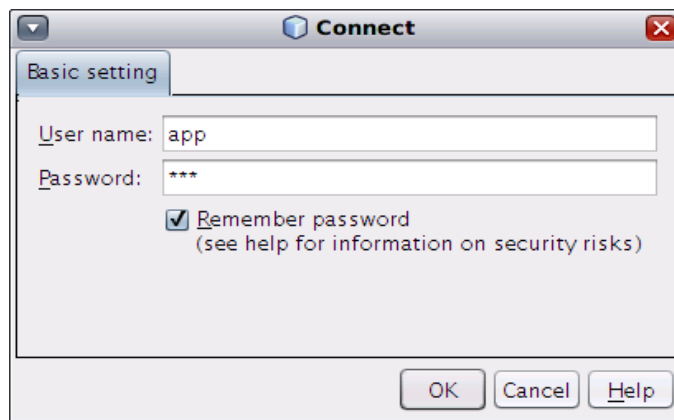 Connect
Basic setting
User name: app
Password: ***
Remember password
(see help for information on security risks)
OK Cancel Help